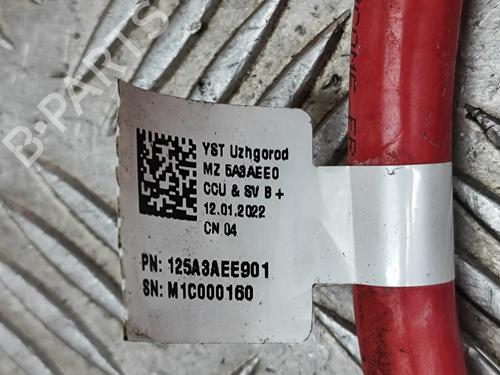 B-PARTS
YST Uzhgorod
MZ 5A3AEE0
CCU & SV B +
12.01.2022
CN 04
PN: 125A3AEE901
SN: M1C000160